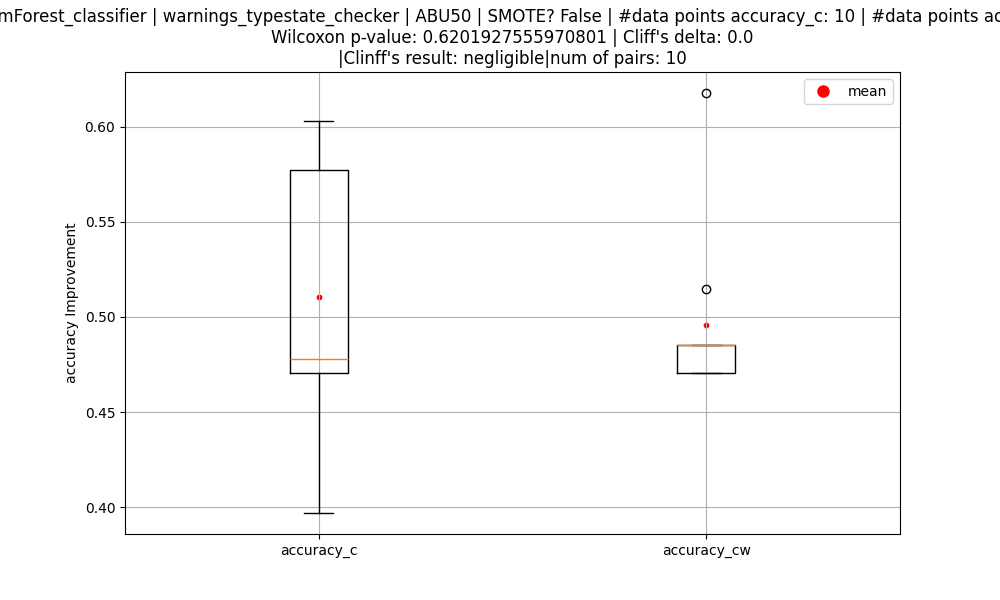 mForest_classifier | warnings_typestate_checker | ABU50 | SMOTE? False | #data points accuracy_c: 10 | #data points ac
Wilcoxon p-value: 0.6201927555970801 | Cliff's delta: 0.0
|Clinff's result: negligible|num of pairs: 10
mean
0.60
0.55
0.50
0.45
0.40
accuracy Improvement
accuracy_c
accuracy_cw